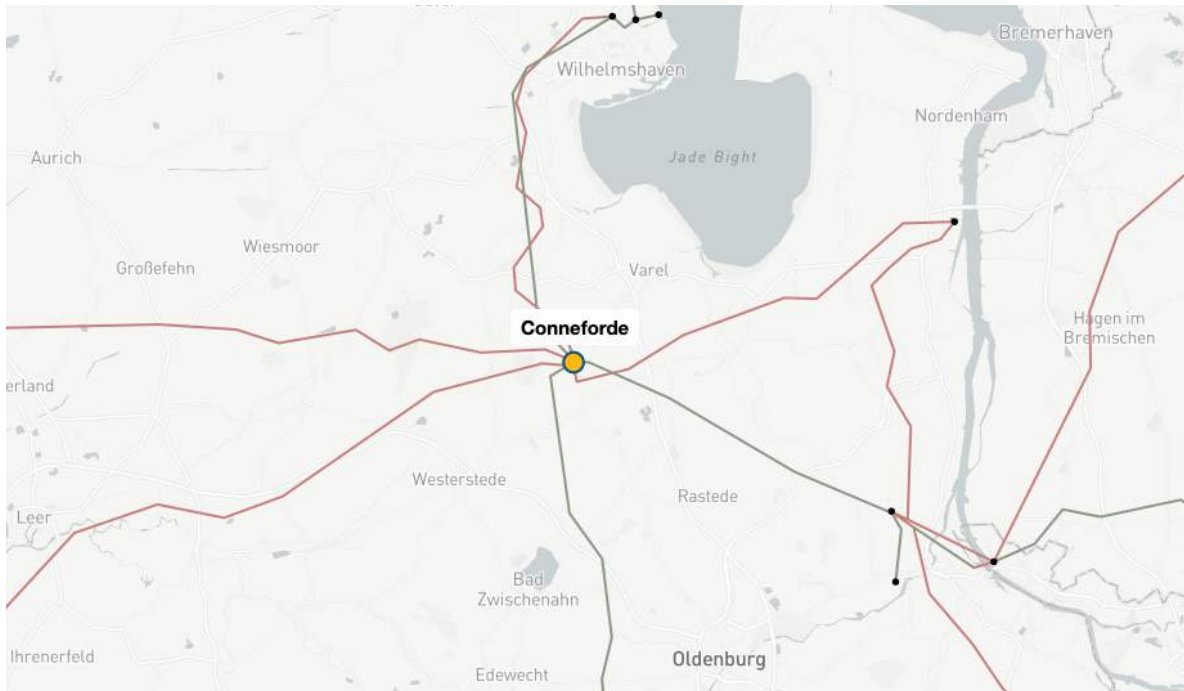 Bremerhaven
Wilhelmshaven
Nordenham
Aurich
Jade Bight
Wiesmoor
Großefehn
Varel
Conneforde
Hagen im
Bremischen
erland
Westerstede
Rastede
Leer
Bad
Zwischenahn
Ihrenerfeld
Oldenburg
Edewecht